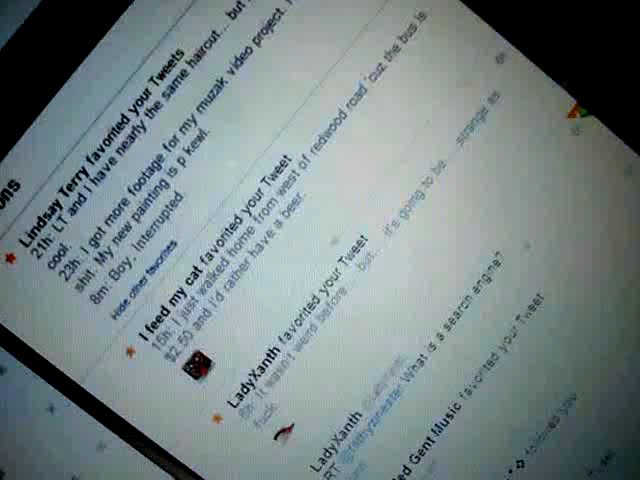 ons
Lindsay Terry favorited your Tweets
21h: LT and I have nearly the same haircut... but
cool.
23h: I got more footage for my muzak video project.
shit. My new painting is p kewl.
8m: Boy, Interrupted
Hide other favorites
I feed my cat favorited your Tweet
15h: I just walked home from west of redwood road 'cuz the bus is
$2.50 and I'd rather have a beer.
LadyXanth favorited your Tweet
It wasn't weird before... but... it's going to be... strange as
fuck.
LadyXanth
RT What is a search engine?
ed Gent Music favorited your Tweet
followed you